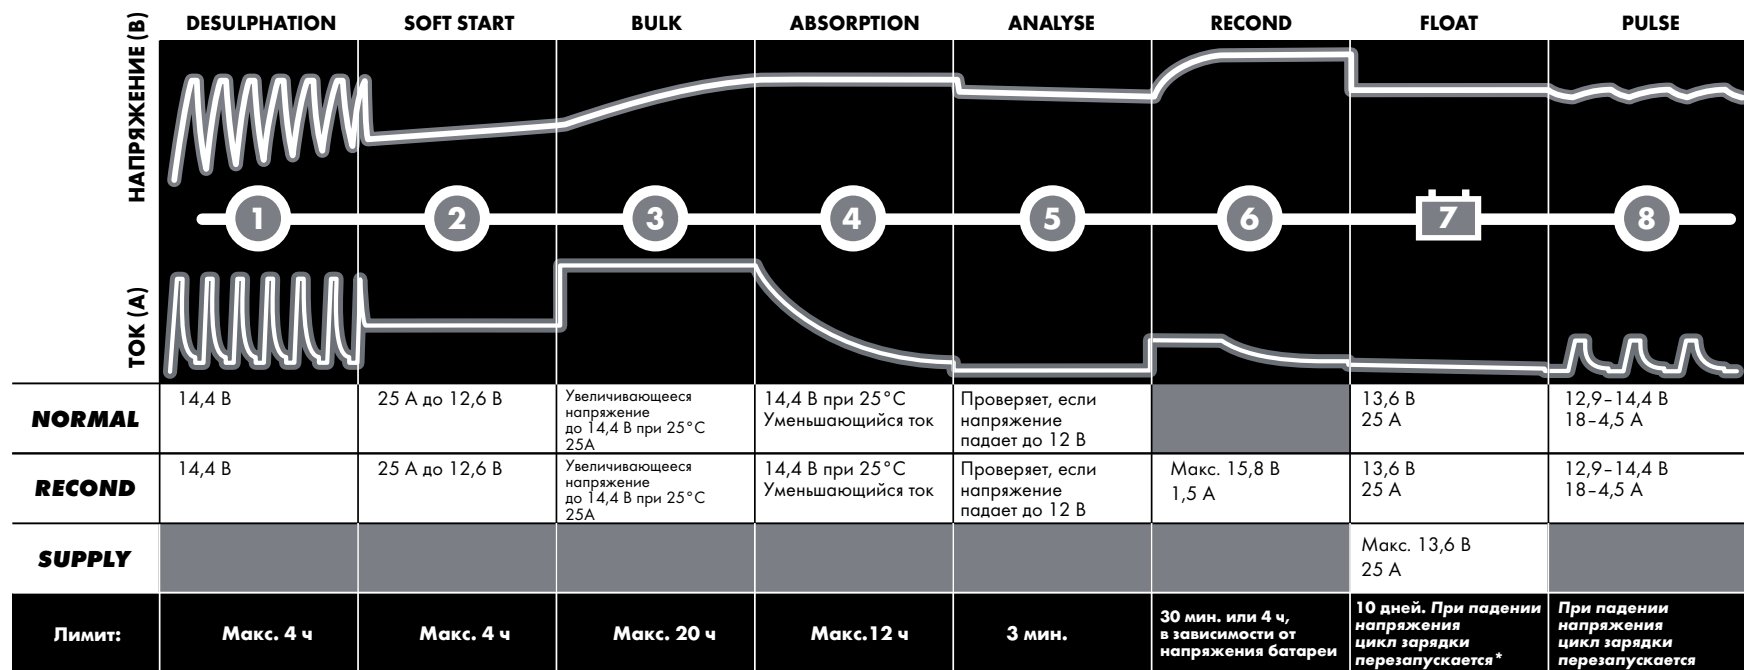 DESULPHATION SOFT START BULK ABSORPTION ANALYSE RECOND FLOAT PULSE
НАПРЯЖЕНИЕ (В)
1 2 3 4 5 6 7 8
ТОК (А)
NORMAL
14,4 В
25 А до 12,6 В
Увеличивающееся
напряжение
до 14,4 В при 25°C
25А
14,4 В при 25°C
Уменьшающийся ток
Проверяет, если
напряжение
падает до 12 В
13,6 В
25 А
12,9–14,4 В
18–4,5 А
RECOND
14,4 В
25 А до 12,6 В
Увеличивающееся
напряжение
до 14,4 В при 25°C
25А
14,4 В при 25°C
Уменьшающийся ток
Проверяет, если
напряжение
падает до 12 В
Макс. 15,8 В
1,5 А
13,6 В
25 А
12,9–14,4 В
18–4,5 А
SUPPLY
Макс. 13,6 В
25 А
Лимит:
Макс. 4 ч
Макс. 4 ч
Макс. 20 ч
Макс.12 ч
3 мин.
30 мин. или 4 ч,
в зависимости от
напряжения батареи
10 дней. При падении
напряжения
цикл зарядки
перезапускается*
При падении
напряжения
цикл зарядки
перезапускается